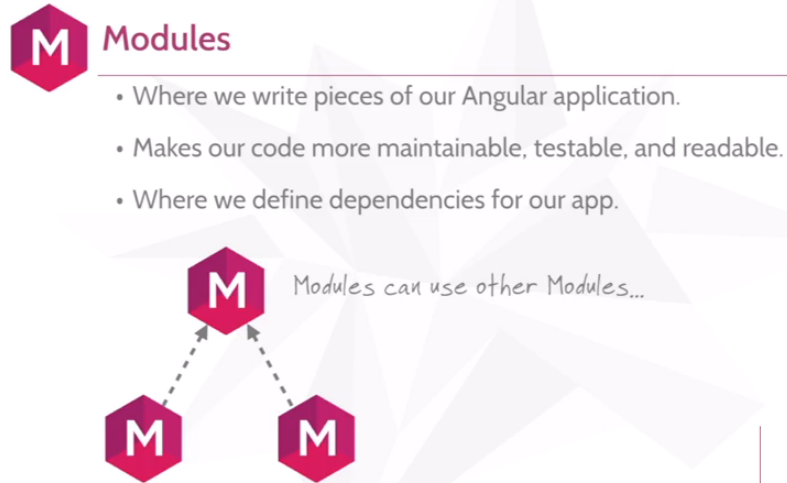 M Modules
• Where we write pieces of our Angular application.
• Makes our code more maintainable, testable, and readable.
• Where we define dependencies for our app.
M Modules can use other Modules...
M M